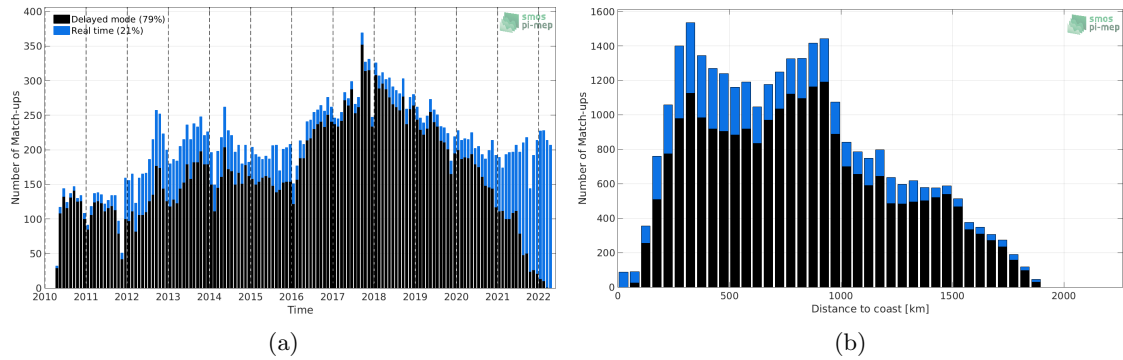 Delayed mode (79%)
Real time (21%)
smos
pi-mep
Number of Match-ups
400
350
300
250
200
150
100
50
0
2010 2011 2012 2013 2014 2015 2016 2017 2018 2019 2020 2021 2022
Time
(a)
smos
pi-mep
Number of Match-ups
1600
1400
1200
1000
800
600
400
200
0
0 500 1000 1500 2000
Distance to coast [km]
(b)